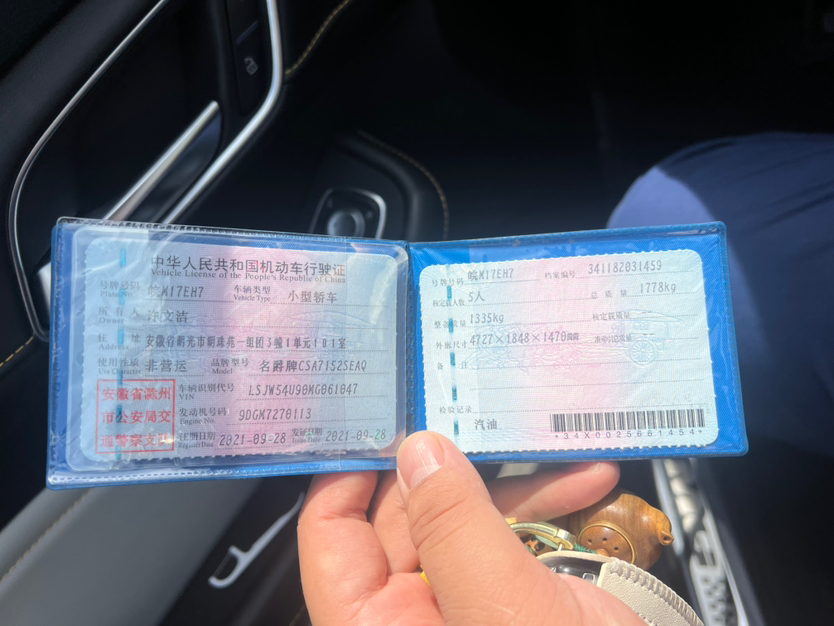 中华人民共和国机动车行驶证
Vehicle License of the People's Republic of China
号牌号码 皖M17EH7 车辆类型 小型轿车
Plate No. Vehicle Type
所有人 文洁
Owner
住址 安徽省明光市明珠苑一组团5幢1单元101室
Address
使用性质 非营运 品牌型号 名爵牌CSA7152SEAQ
Use Character Model
安徽省滁州
市公安局交
通警察支队
车辆识别代号 LSJW54U90MG061047
VIN
发动机号码 9DGM7270113
Engine No.
注册日期 2021-09-28 发证日期 2021-09-28
Register Date Issue Date
号牌号码 皖M17EH7 档案编号 341182031459
核定载人数 5人 总质量 1778kg
整备质量 1335kg 核定载质量
外廓尺寸 4727×1848×1470mm 准牵引总质量
备注
检验记录
汽油
*34X0025661454*